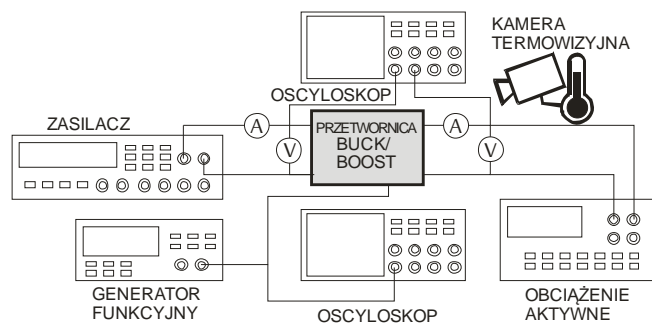 KAMERA
TERMOWIZYJNA
OSCYLOSKOP
ZASILACZ
A
V
PRZETWORNICA
BUCK/
BOOST
A
V
GENERATOR
FUNKCYJNY
OSCYLOSKOP
OBCIĄŻENIE
AKTYWNE